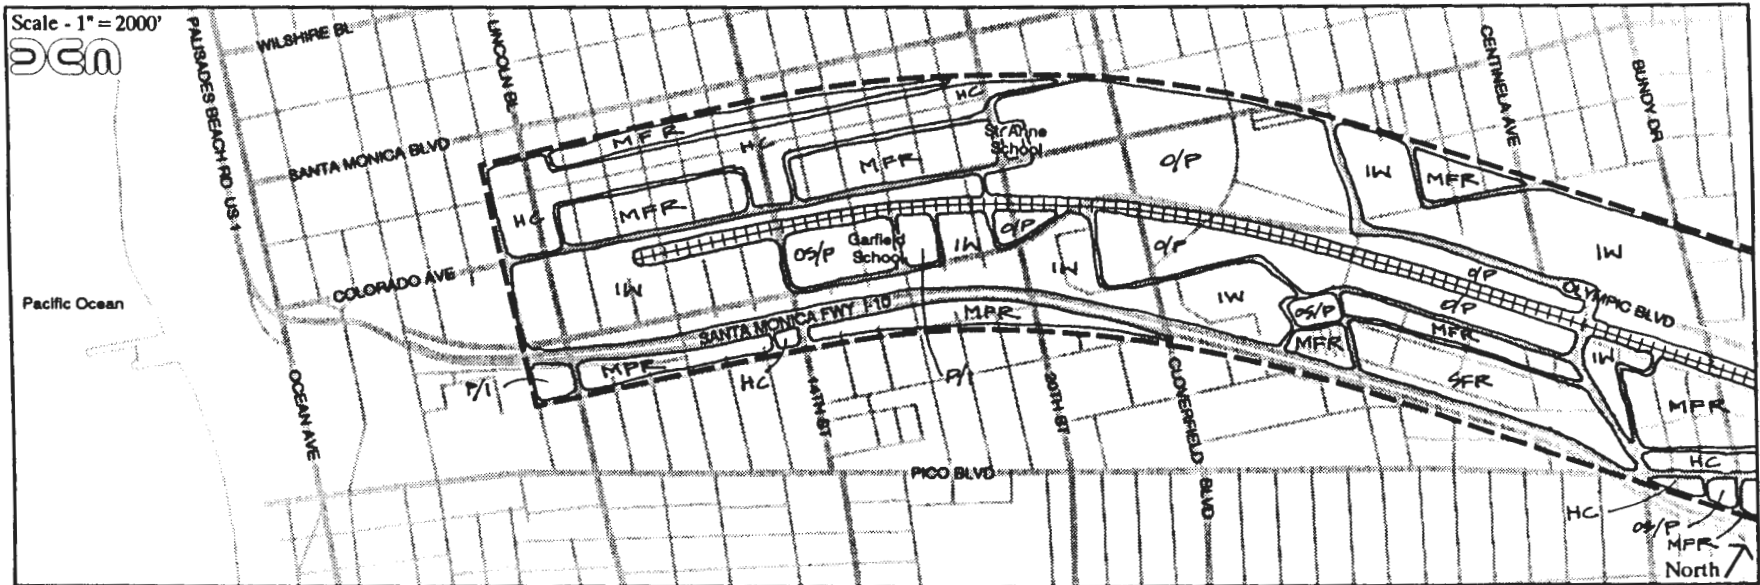 Scale - 1" = 2000'
DEN
WILSHIRE BL
PALISADES BEACH RD US 1
LINCOLN BL
CENTINELA AVE
BUNDY DR
SANTA MONICA BLVD
HC
MFR
HC
St. Anne
School
MFR
O/P
IW
MFR
HC
MFR
OS/P
Garfield
School
IW
O/P
O/P
IW
COLORADO AVE
IW
IW
IW
O/P
O/P
OLYMPIC BLVD
Pacific Ocean
SANTA MONICA FWY I-10
MFR
OS/P
MFR
MFR
IW
SFR
MFR
P/I
MFR
HC
P/I
OCEAN AVE
14TH ST
20TH ST
CLOVERFIELD BLVD
PICO BLVD
HC
HC
OS/P
MFR
North